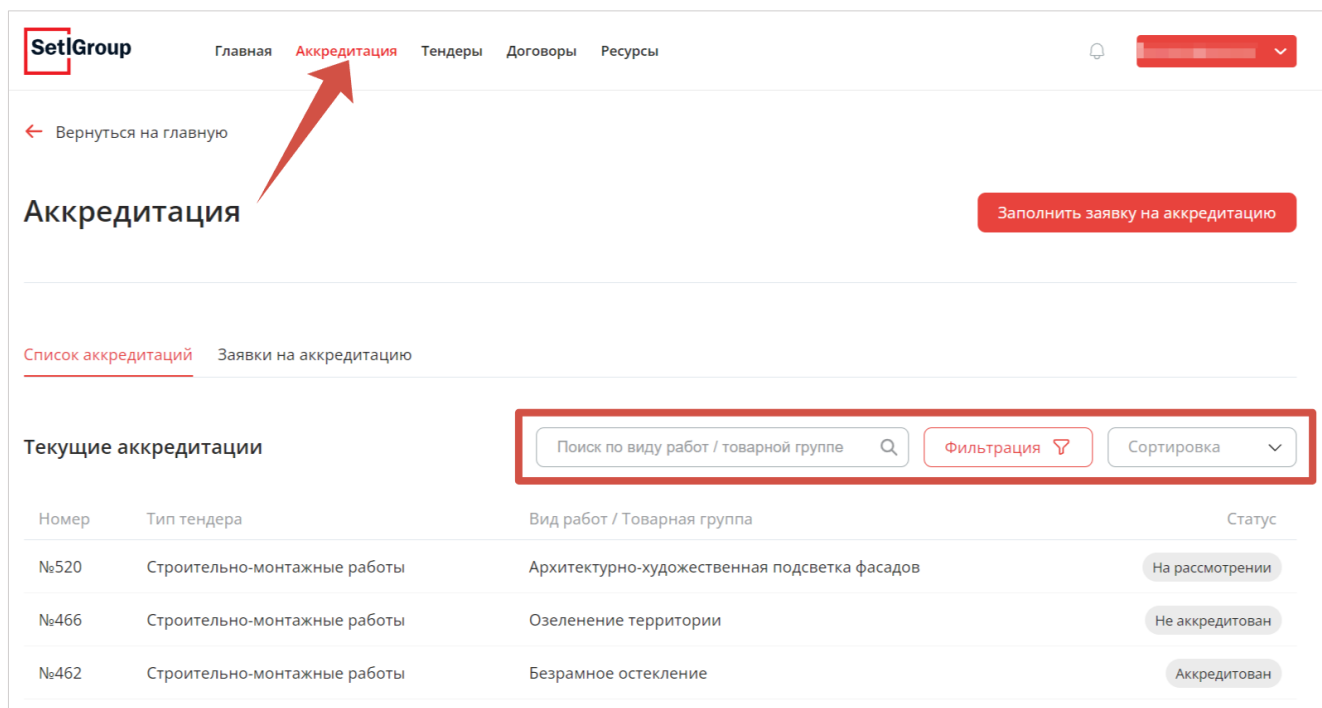 SetlGroup
Главная Аккредитация Тендеры Договоры Ресурсы
Вернуться на главную
Аккредитация
Заполнить заявку на аккредитацию
Список аккредитаций Заявки на аккредитацию
Текущие аккредитации
Поиск по виду работ / товарной группе Фильтрация Сортировка
Номер Тип тендера Вид работ / Товарная группа Статус
№520 Строительно-монтажные работы Архитектурно-художественная подсветка фасадов На рассмотрении
№466 Строительно-монтажные работы Озеленение территории Не аккредитован
№462 Строительно-монтажные работы Безрамное остекление Аккредитован